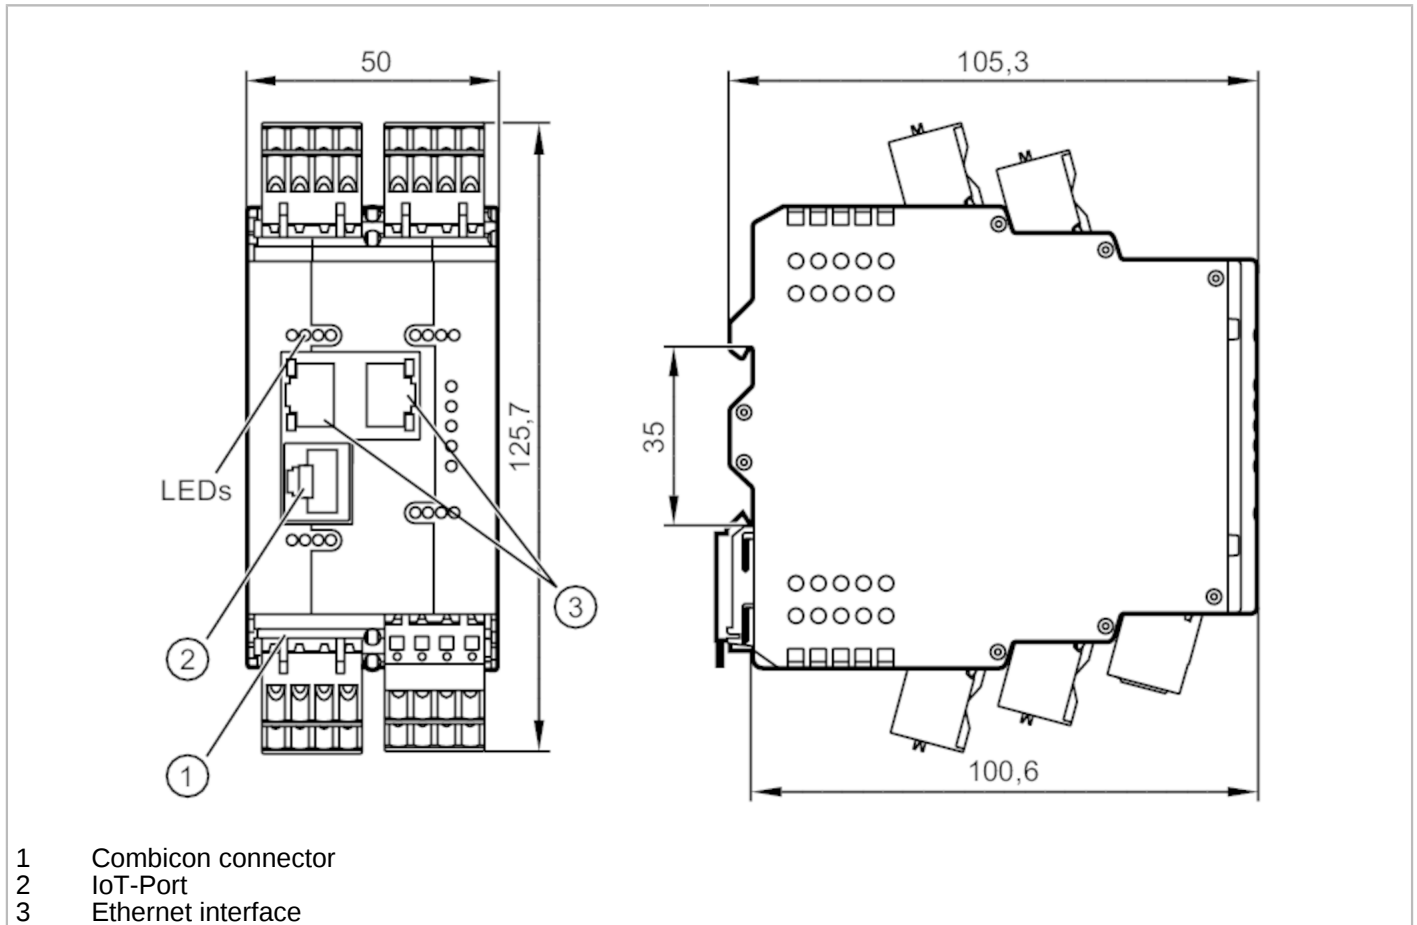 50
105,3
125,7
35
LEDs
3
2
1
100,6
1 Combicon connector
2 IoT-Port
3 Ethernet interface